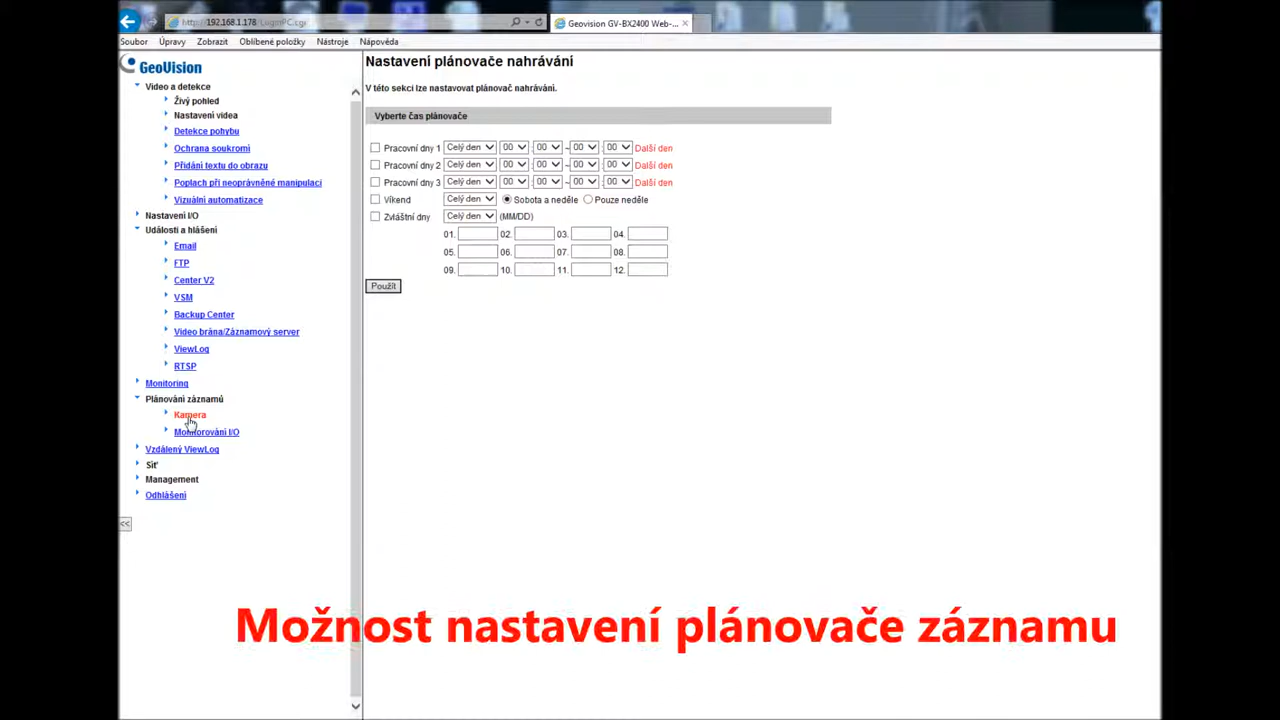 http://192.168.1.178/LoginPC.cgi
Geovision GV-BX2400 Web-...
Soubor Úpravy Zobrazit Oblíbené položky Nástroje Nápověda
GeoVision
Video a detekce
Živý pohled
Nastavení videa
Detekce pohybu
Ochrana soukromí
Přidání textu do obrazu
Poplach při neoprávněné manipulaci
Vizuální automatizace
Nastavení I/O
Události a hlášení
Email
FTP
Center V2
VSM
Backup Center
Video brána/Záznamový server
ViewLog
RTSP
Monitoring
Plánování záznamů
Kamera
Monitorování I/O
Vzdálený ViewLog
Síť
Management
Odhlášení
<<
Nastavení plánovače nahrávání
V této sekci lze nastavovat plánovač nahrávání.
Vyberte čas plánovače
Pracovní dny 1 Celý den 00 : 00 ~ 00 : 00 Další den
Pracovní dny 2 Celý den 00 : 00 ~ 00 : 00 Další den
Pracovní dny 3 Celý den 00 : 00 ~ 00 : 00 Další den
Víkend Celý den Sobota a neděle Pouze neděle
Zvláštní dny Celý den (MM/DD)
01. 02. 03. 04.
05. 06. 07. 08.
09. 10. 11. 12.
Použít
Možnost nastavení plánovače záznamu